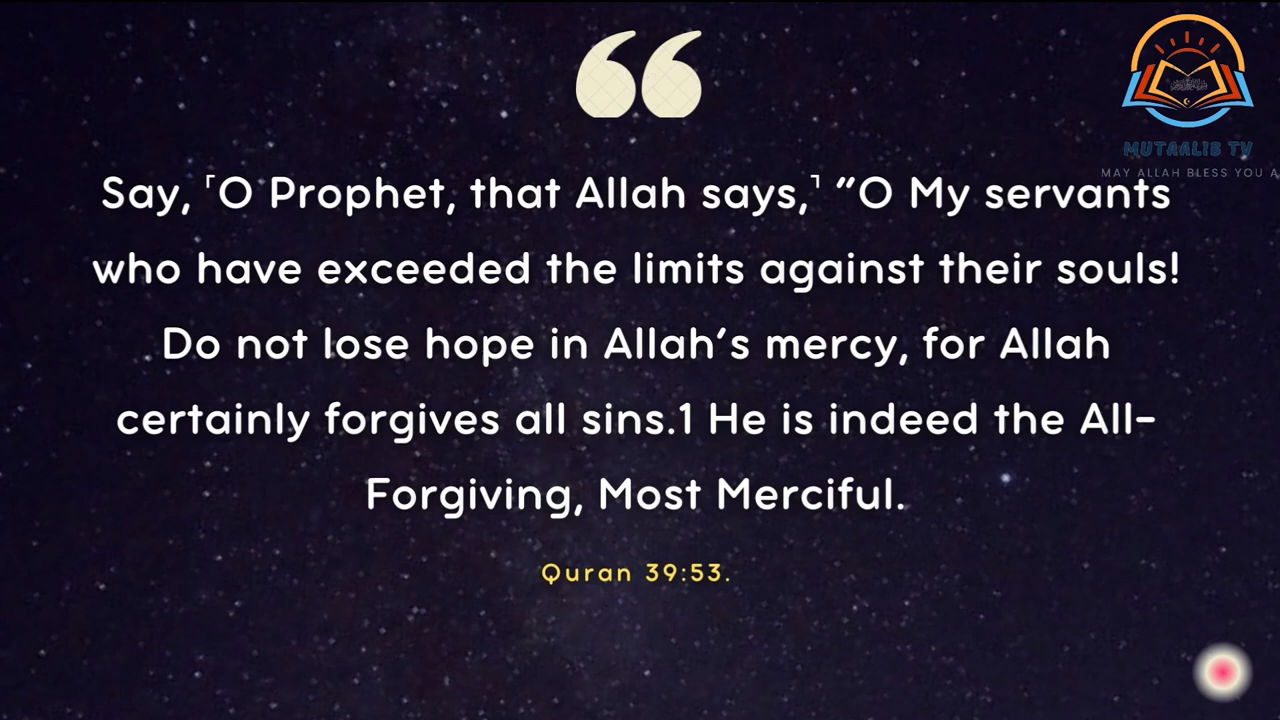 ❝
MUTAALIB TV
MAY ALLAH BLESS YOU A
Say, ⸢O Prophet, that Allah says,⸣ “O My servants
who have exceeded the limits against their souls!
Do not lose hope in Allah’s mercy, for Allah
certainly forgives all sins.1 He is indeed the All-
Forgiving, Most Merciful.
Quran 39:53.